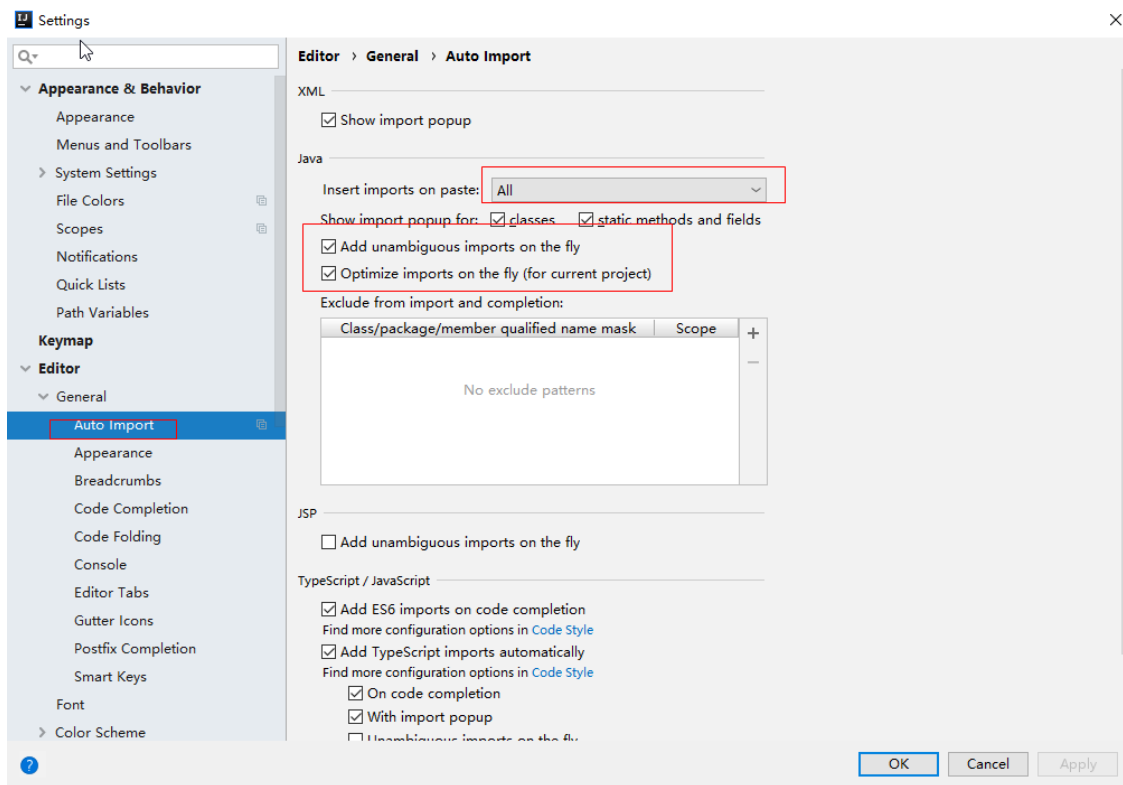 Settings
Appearance & Behavior
Appearance
Menus and Toolbars
System Settings
File Colors
Scopes
Notifications
Quick Lists
Path Variables
Keymap
Editor
General
Auto Import
Appearance
Breadcrumbs
Code Completion
Code Folding
Console
Editor Tabs
Gutter Icons
Postfix Completion
Smart Keys
Font
Color Scheme
Editor › General › Auto Import
XML
Show import popup
Java
Insert imports on paste: All
Show import popup for: classes static methods and fields
Add unambiguous imports on the fly
Optimize imports on the fly (for current project)
Exclude from import and completion:
Class/package/member qualified name mask Scope
No exclude patterns
JSP
Add unambiguous imports on the fly
TypeScript / JavaScript
Add ES6 imports on code completion
Find more configuration options in Code Style
Add TypeScript imports automatically
Find more configuration options in Code Style
On code completion
With import popup
Unambiguous imports on the fly
OK Cancel Apply